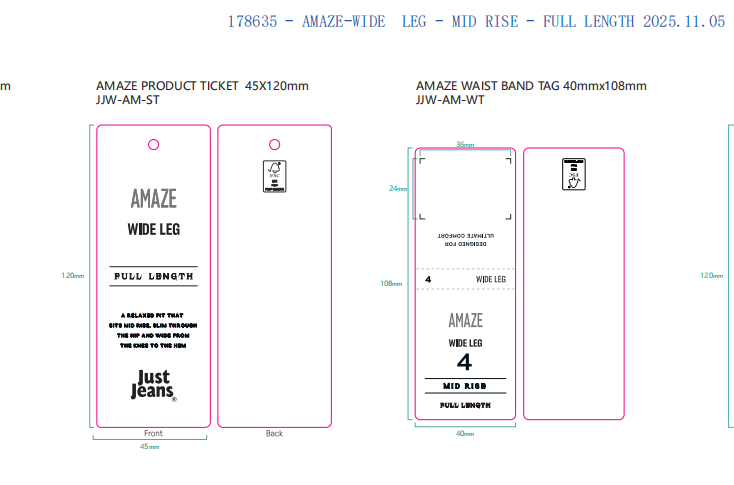 178635 - AMAZE-WIDE LEG - MID RISE - FULL LENGTH 2025.11.05
m
AMAZE PRODUCT TICKET 45X120mm
JJW-AM-ST
AMAZE WAIST BAND TAG 40mmx108mm
JJW-AM-WT
120mm
FSC
AMAZE
WIDE LEG
FULL LENGTH
A RELAXED FIT THAT
SITS MID RISE, SLIM THROUGH
THE HIP AND WIDE FROM
THE KNEE TO THE HEM
Just
Jeans®
Front
Back
45mm
36mm
24mm
108mm
DESIGNED FOR
ULTIMATE COMFORT
4 WIDE LEG
AMAZE
WIDE LEG
4
MID RISE
FULL LENGTH
40mm
FSC
120mm